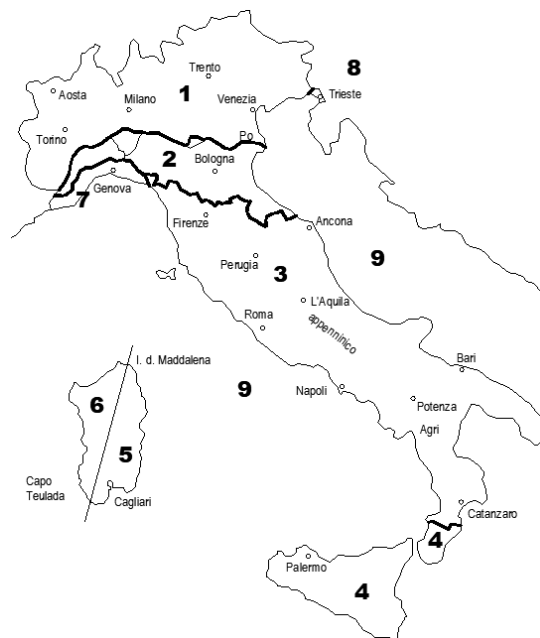 8
Trento
Aosta
1
Milano
Venezia
Trieste
Torino
Po
2
Bologna
Genova
7
Firenze
Ancona
9
Perugia
3
L'Aquila
appenninico
Roma
I. d. Maddalena
Bari
9
Napoli
6
Potenza
Agri
5
Capo
Teulada
Cagliari
Catanzaro
4
Palermo
4